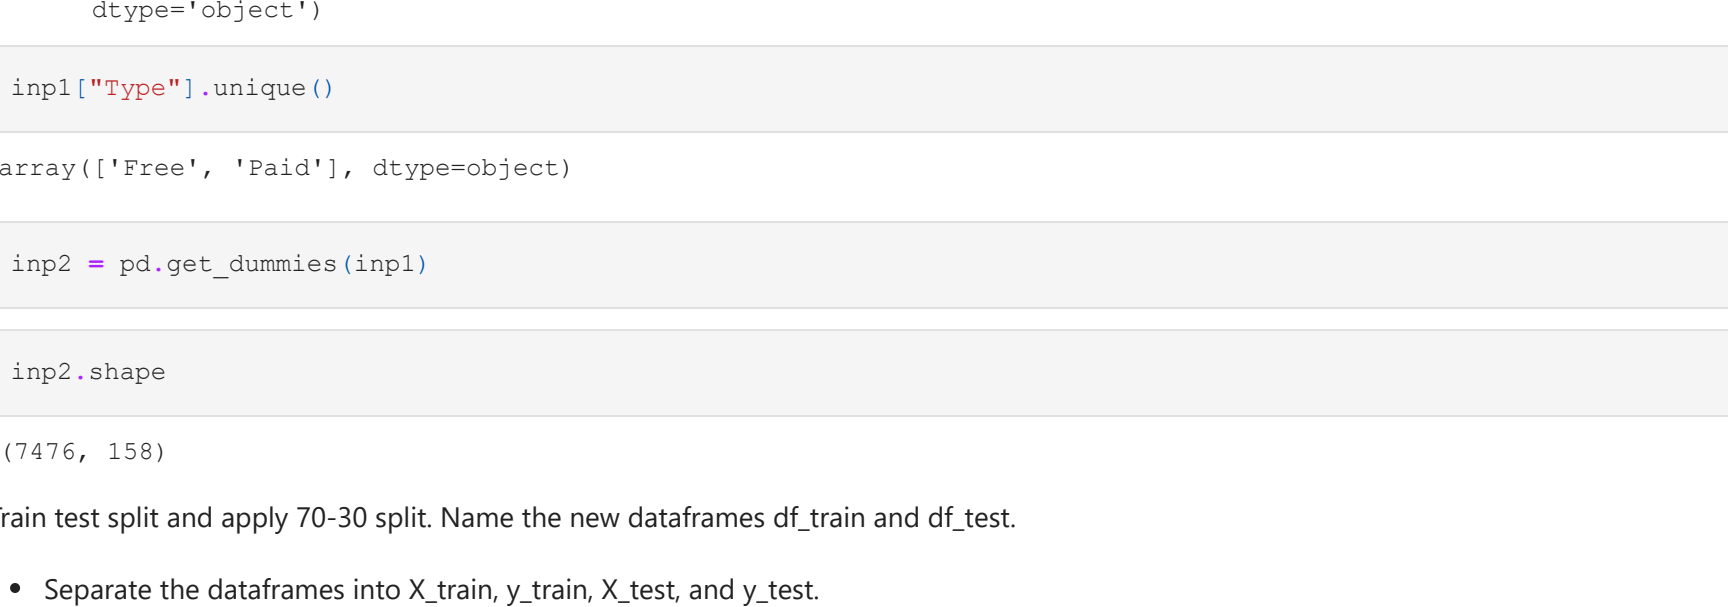 dtype='object')
inp1["Type"].unique()
array(['Free', 'Paid'], dtype=object)
inp2 = pd.get_dummies(inp1)
inp2.shape
(7476, 158)
rain test split and apply 70-30 split. Name the new dataframes df_train and df_test.
• Separate the dataframes into X_train, y_train, X_test, and y_test.